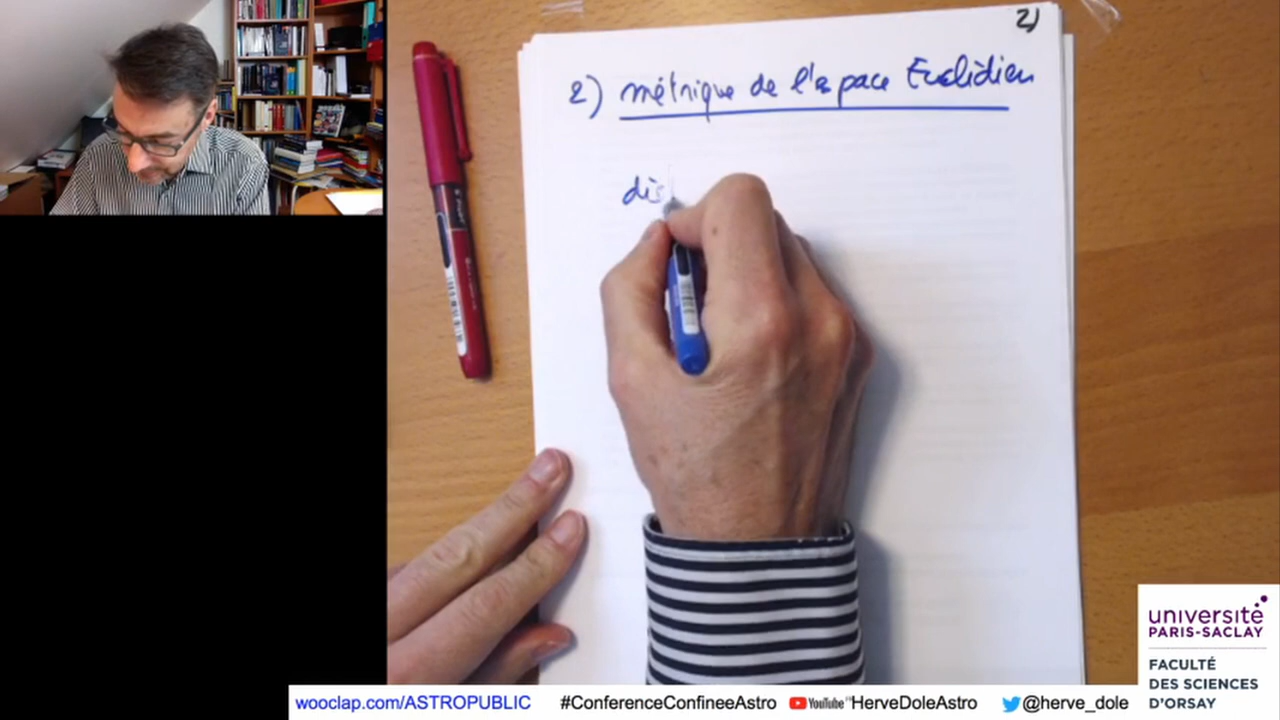 2)
2) métrique de l'espace Euclidien
dis
wooclap.com/ASTROPUBLIC #ConferenceConfineeAstro YouTube HerveDoleAstro @herve_dole
université
PARIS-SACLAY
FACULTÉ
DES SCIENCES
D'ORSAY